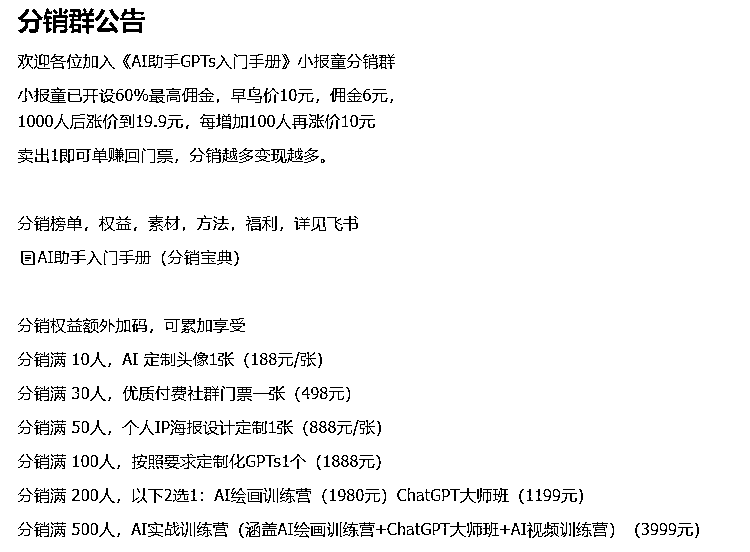 分销群公告
欢迎各位加入《AI助手GPTs入门手册》小报童分销群
小报童已开设60%最高佣金，早鸟价10元，佣金6元，
1000人后涨价到19.9元，每增加100人再涨价10元
卖出1即可单赚回门票，分销越多变现越多。
分销榜单，权益，素材，方法，福利，详见飞书
AI助手入门手册（分销宝典）
分销权益额外加码，可累加享受
分销满 10人，AI 定制头像1张（188元/张）
分销满 30人，优质付费社群门票一张（498元）
分销满 50人，个人IP海报设计定制1张（888元/张）
分销满 100人，按照要求定制化GPTs1个（1888元）
分销满 200人，以下2选1：AI绘画训练营（1980元）ChatGPT大师班（1199元）
分销满 500人，AI实战训练营（涵盖AI绘画训练营+ChatGPT大师班+AI视频训练营）（3999元）